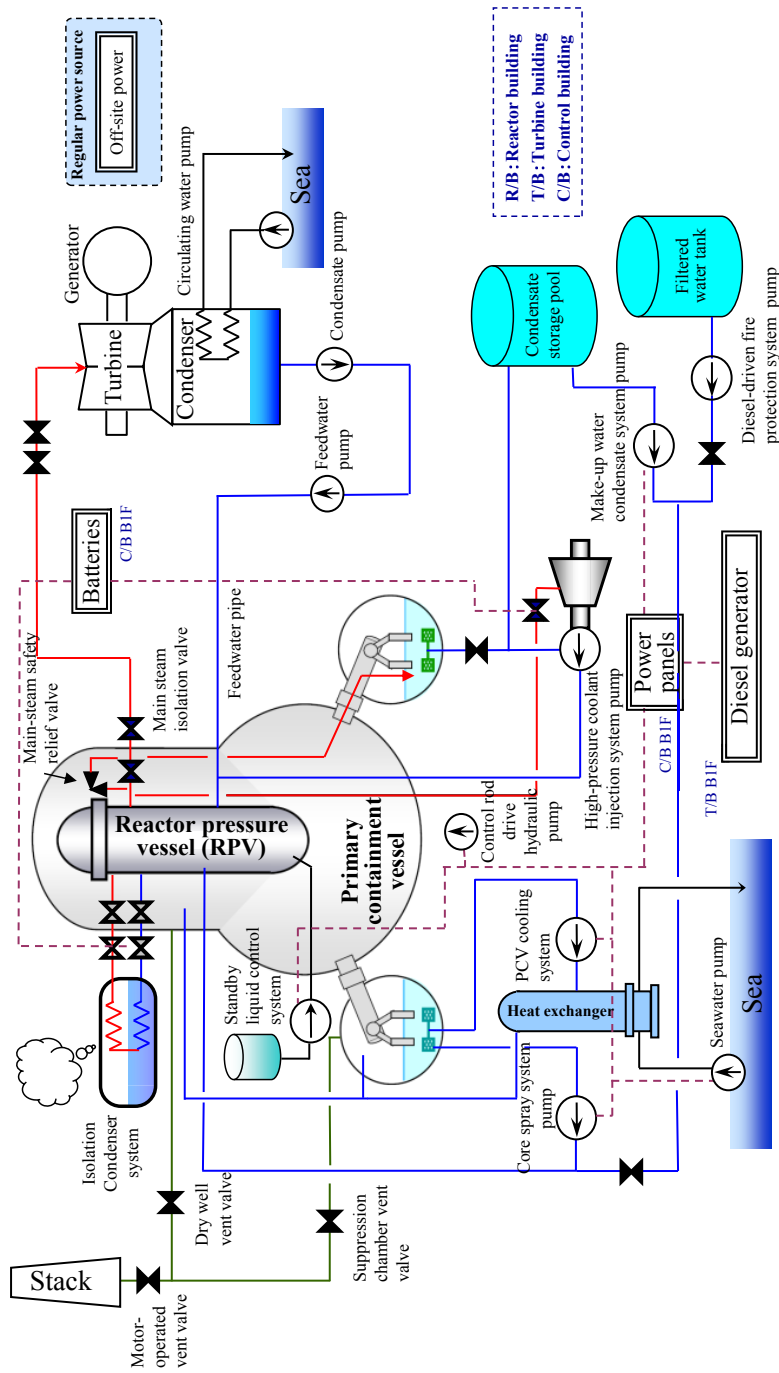 Stack
Motor-
operated
vent valve
Dry well
vent valve
Suppression
chamber vent
valve
Isolation
Condenser
system
Standby
liquid control
system
Main-steam safety
relief valve
Reactor pressure
vessel (RPV)
Primary
containment
vessel
Main steam
isolation valve
Feedwater pipe
Batteries
C/B B1F
Turbine
Generator
Condenser
Circulating water pump
Sea
Condensate pump
Feedwater
pump
Regular power source
Off-site power
R/B: Reactor building
T/B: Turbine building
C/B: Control building
Core spray system
pump
PCV cooling
system
Heat exchanger
Seawater pump
Sea
Control rod
drive
hydraulic
pump
High-pressure coolant
injection system pump
Condensate
storage pool
Make-up water
condensate system pump
Filtered
water tank
Diesel-driven fire
protection system pump
Power
panels
C/B B1F
Diesel generator
T/B B1F